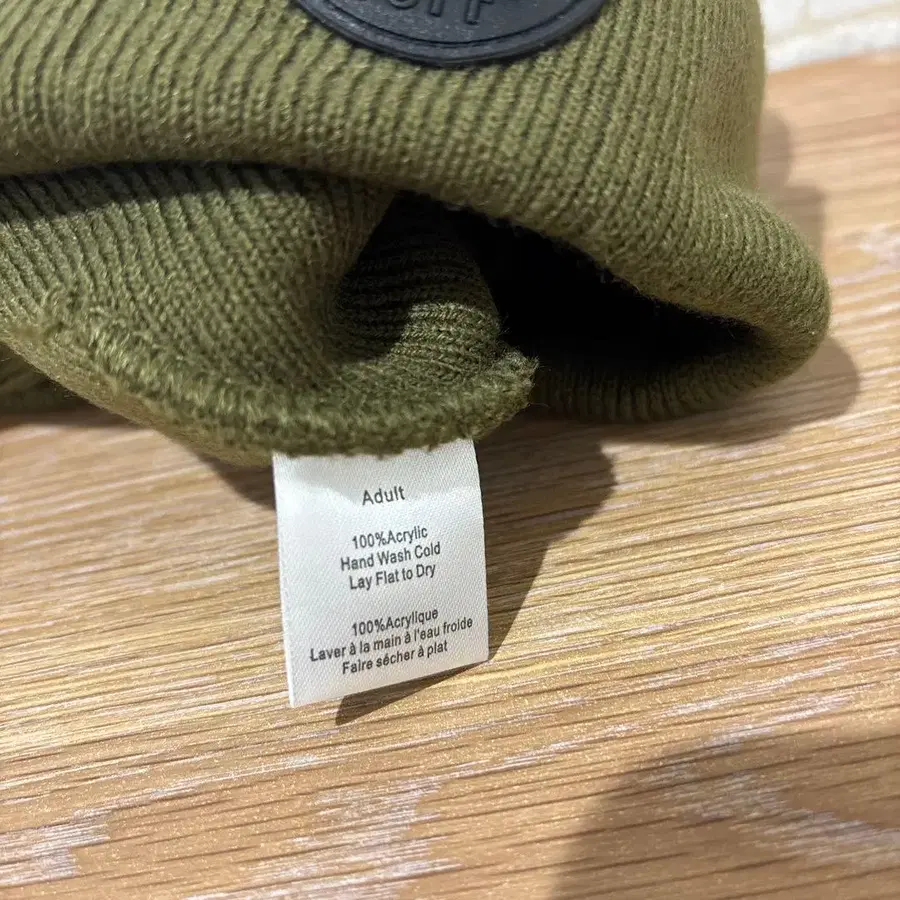 Adult
100%Acrylic
Hand Wash Cold
Lay Flat to Dry
100%Acrylique
Laver à la main à l'eau froide
Faire sécher à plat